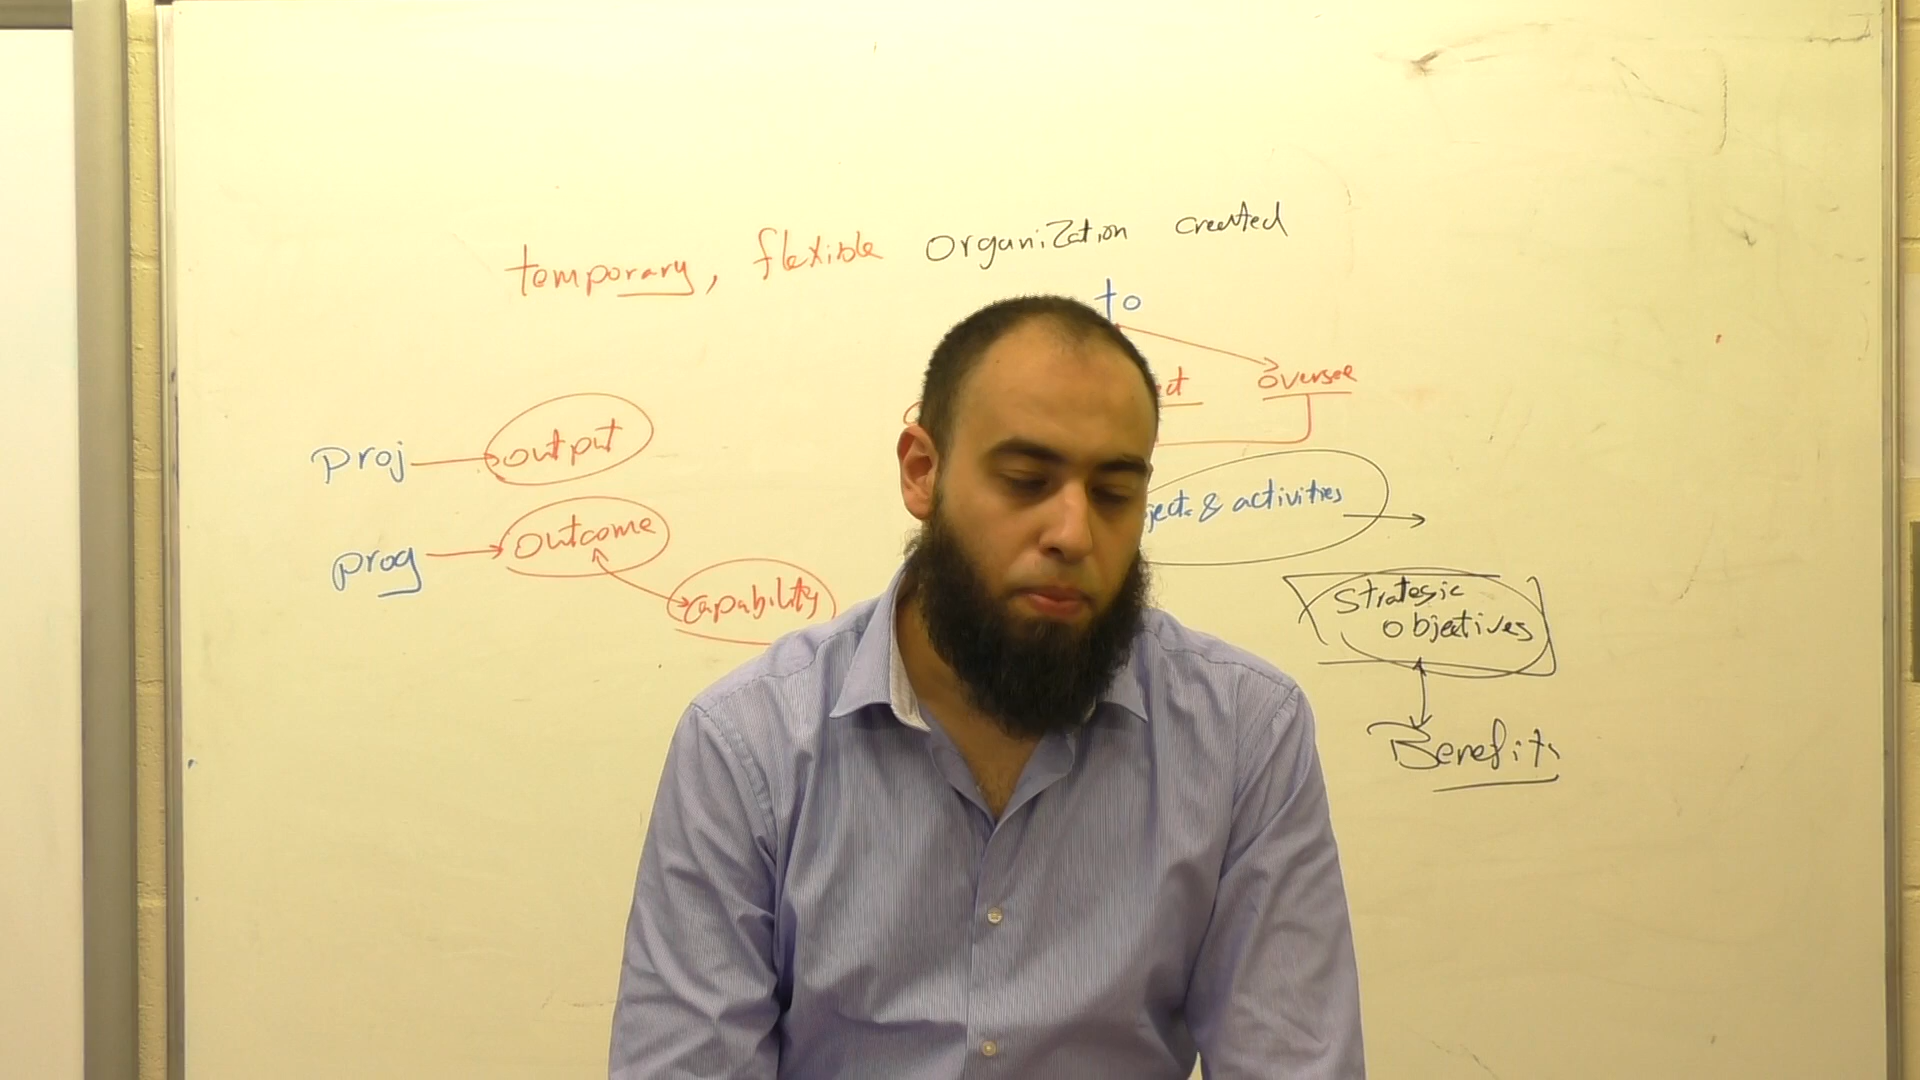 temporary, flexible organization created
to
oversee
proj output
& activities
prog outcome
capability
Strategic
objectives
Benefits